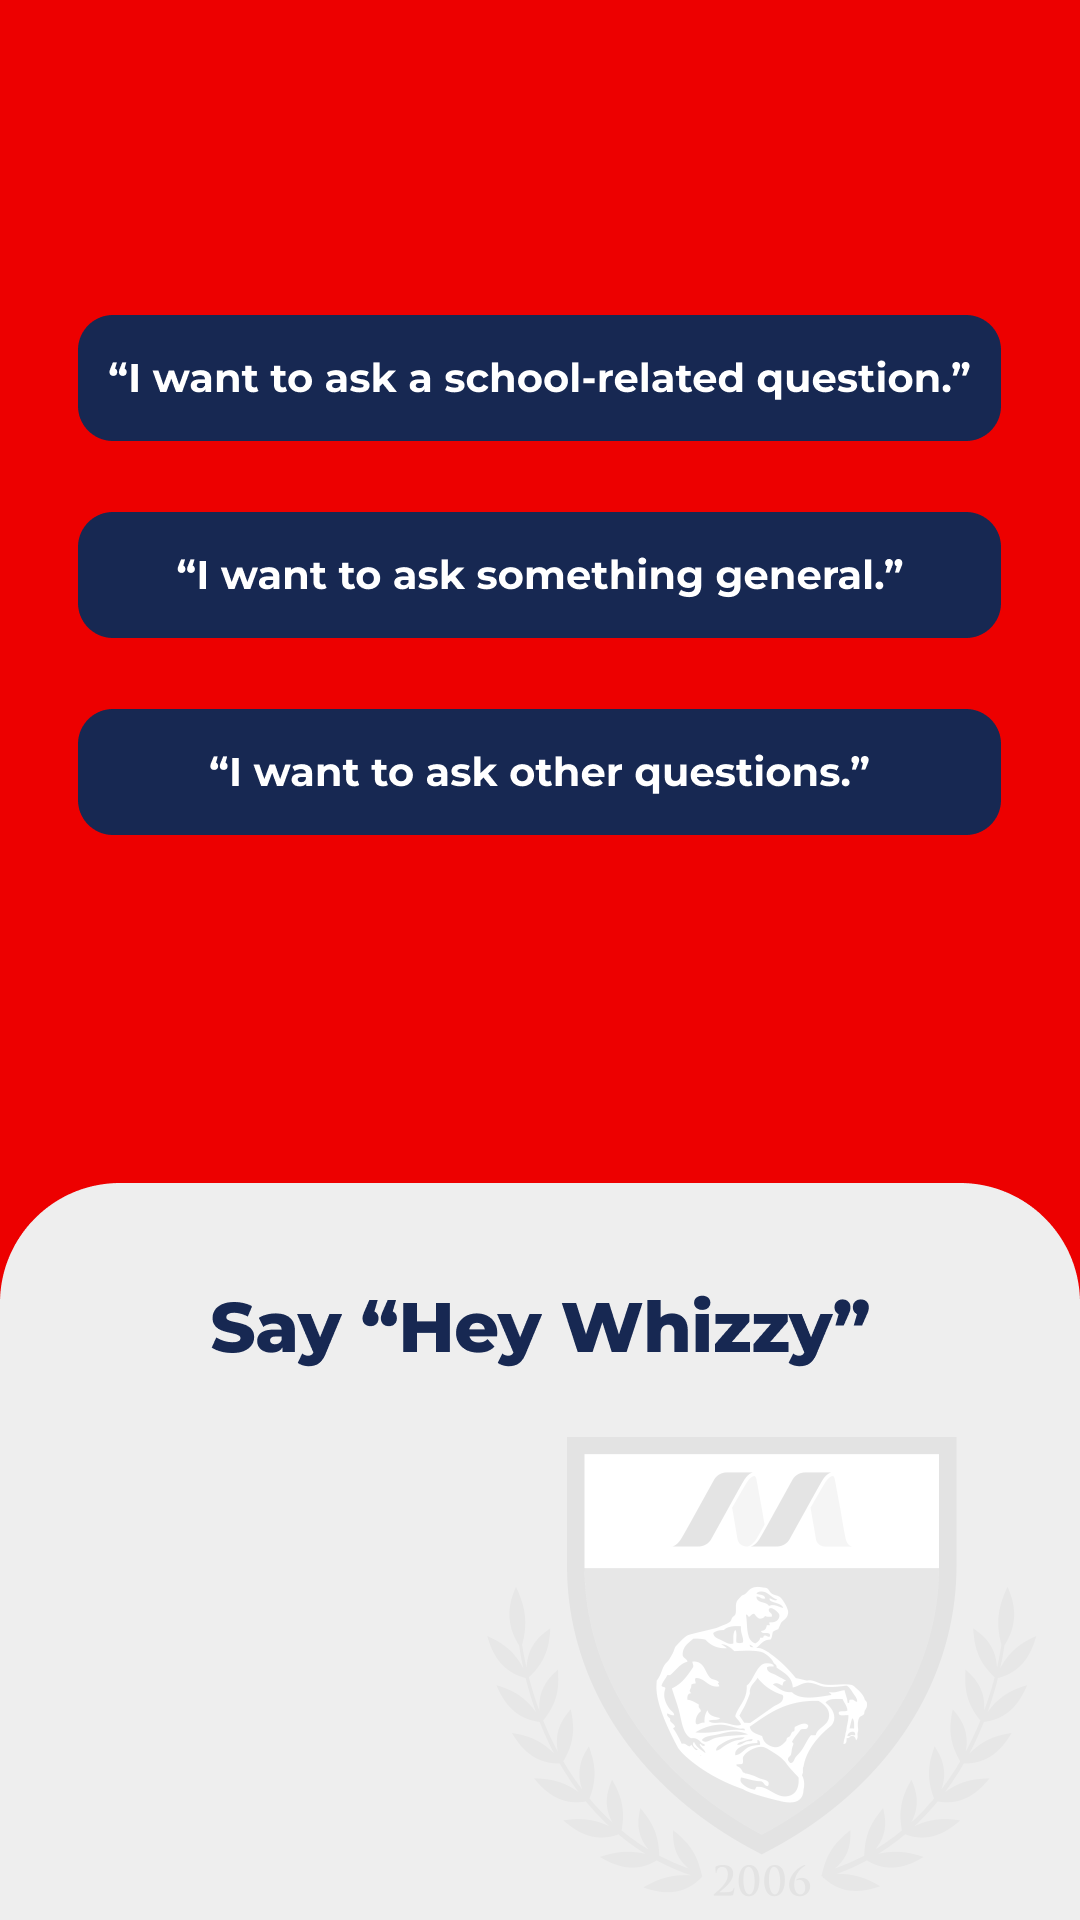 “I want to ask a school-related question.”
“I want to ask something general.”
“I want to ask other questions.”
Say “Hey Whizzy”
2006